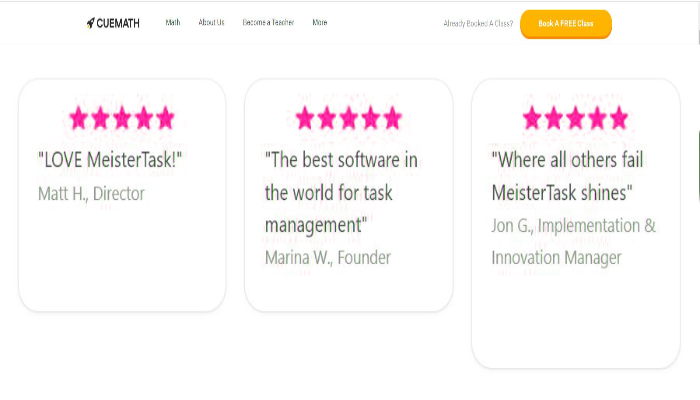 CUEMATH
Math
About Us
Become a Teacher
More
Already Booked A Class?
Book A FREE Class
"LOVE MeisterTask!"
Matt H., Director
"The best software in
the world for task
management"
Marina W., Founder
"Where all others fail
MeisterTask shines"
Jon G., Implementation &
Innovation Manager